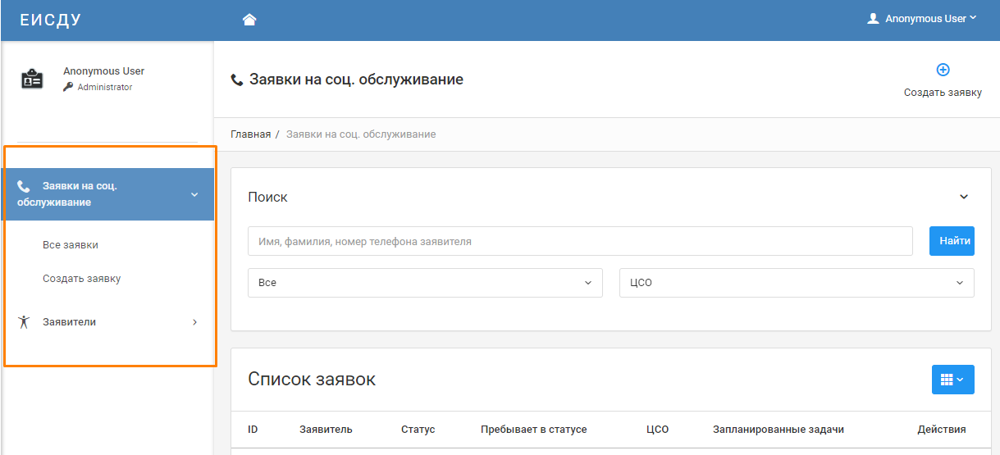 ЕИСДУ
Anonymous User
Anonymous User
Administrator
Заявки на соц. обслуживание
Создать заявку
Главная / Заявки на соц. обслуживание
Заявки на соц.
обслуживание
Все заявки
Создать заявку
Заявители
Поиск
Имя, фамилия, номер телефона заявителя
Найти
Все
ЦСО
Список заявок
ID Заявитель Статус Пребывает в статусе ЦСО Запланированные задачи Действия